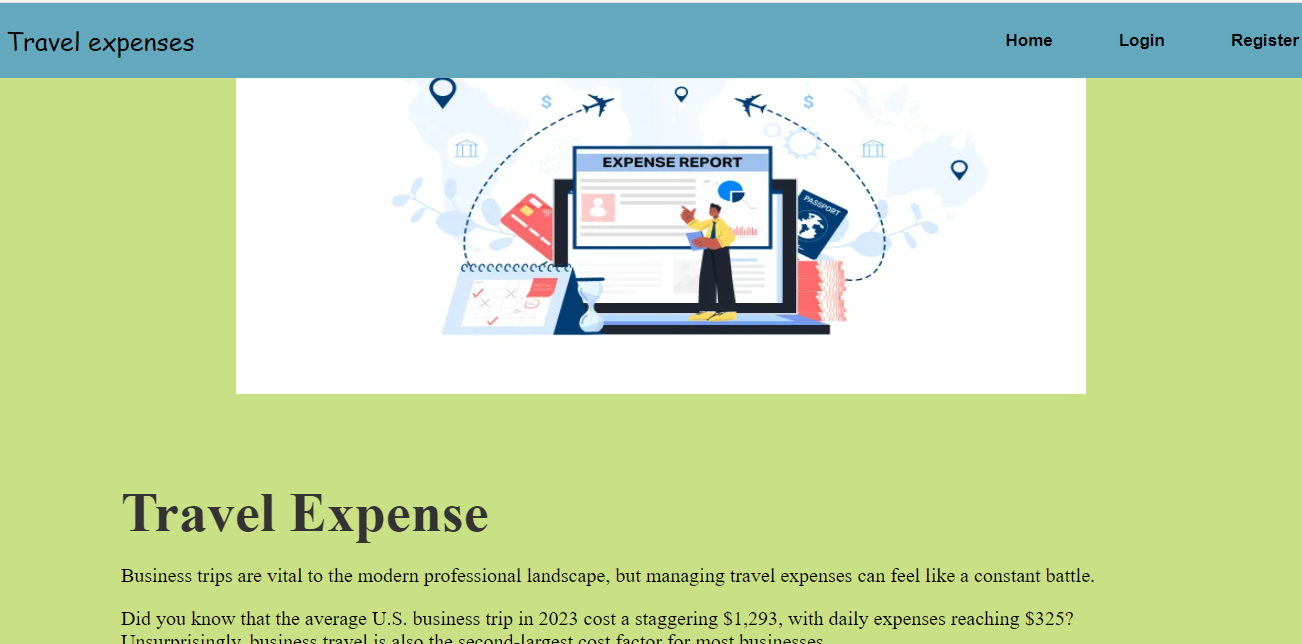 Travel expenses
Home
Login
Register
$
$
EXPENSE REPORT
PASSPORT
Travel Expense
Business trips are vital to the modern professional landscape, but managing travel expenses can feel like a constant battle.
Did you know that the average U.S. business trip in 2023 cost a staggering $1,293, with daily expenses reaching $325?
Unsurprisingly, business travel is also the second-largest cost factor for most businesses.